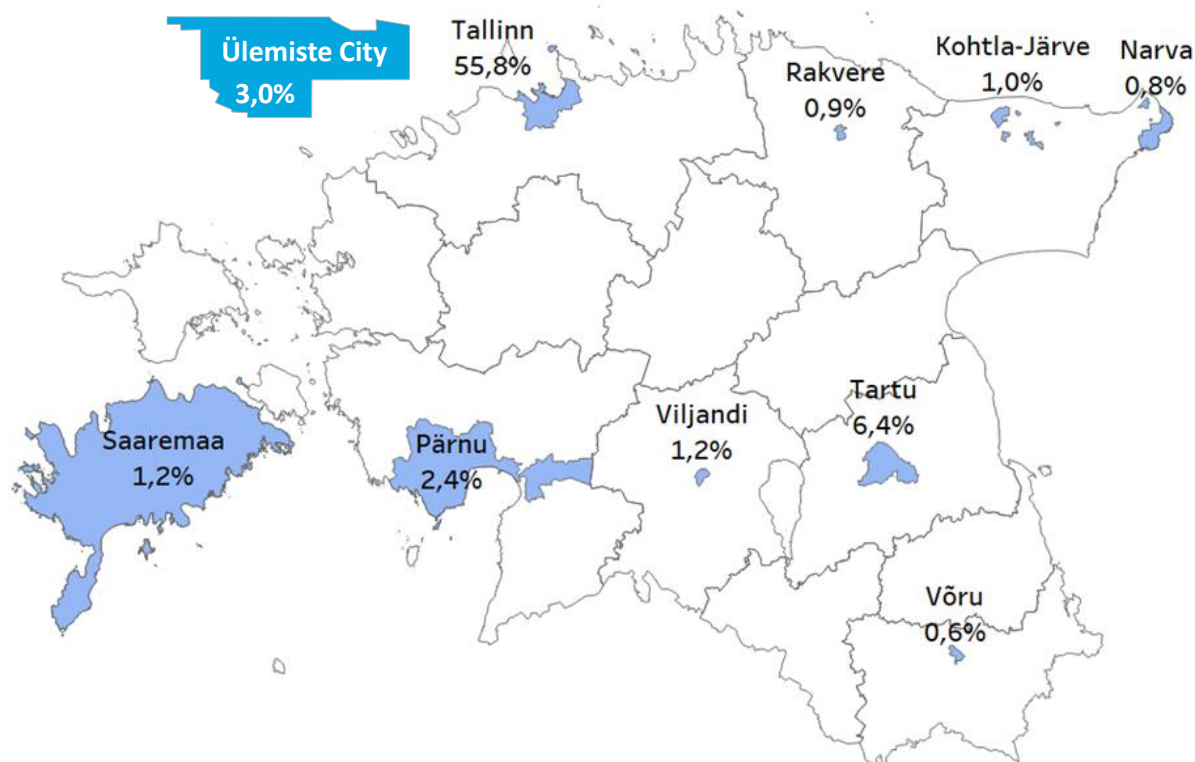 Ülemiste City
3,0%
Tallinn
55,8%
Rakvere
0,9%
Kohtla-Järve
1,0%
Narva
0,8%
Saaremaa
1,2%
Pärnu
2,4%
Viljandi
1,2%
Tartu
6,4%
Võru
0,6%